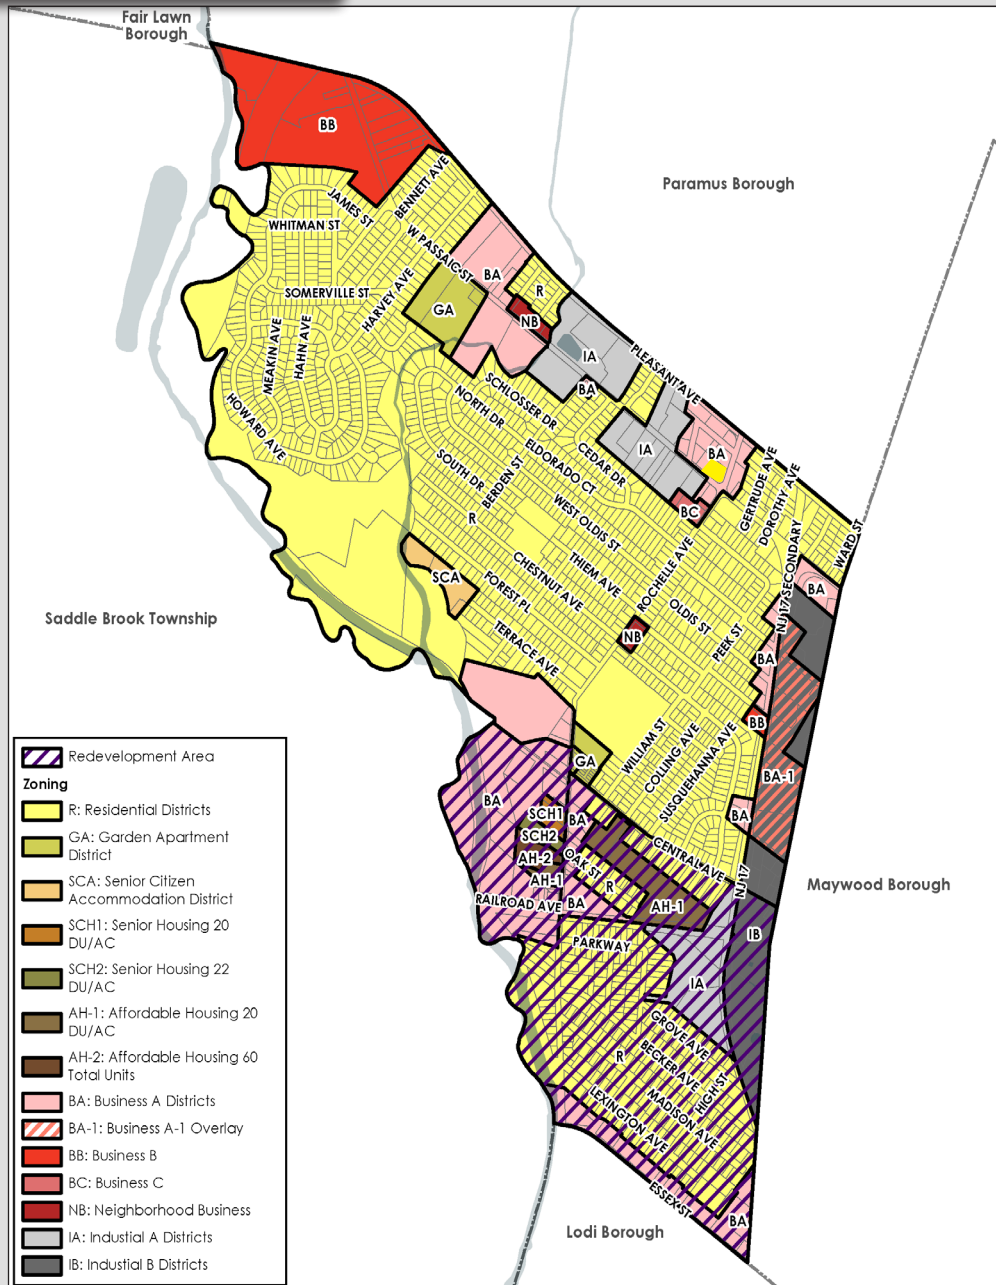 Fair Lawn
Borough
BB
Paramus Borough
BENNETT AVE
JAMES ST
WHITMAN ST
W PASSAIC ST
BA
R
SOMERVILLE ST
HARVEY AVE
GA
NB
MEAKIN AVE
HAHN AVE
IA
PLEASANT AVE
BA
SCHLOSSER DR
NORTH DR
HOWARD AVE
ELDORADO CT
CEDAR DR
IA
BA
GERTRUDE AVE
DOROTHY AVE
SOUTH DR
BERDEN ST
WEST OLDIS ST
BC
R
WARD ST
NJ 17 SECONDARY
ROCHELLE AVE
THIEM AVE
CHESTNUT AVE
SCA
FOREST PL
BA
OLDIS ST
Saddle Brook Township
TERRACE AVE
NB
PEEK ST
BA
BB
WILLIAM ST
COLLING AVE
SUSQUEHANNA AVE
GA
BA-1
BA
SCH1
BA
BA
SCH2
AH-2
OAK ST
CENTRAL AVE
AH-1
R
NJ 17
Maywood Borough
RAILROAD AVE
BA
AH-1
PARKWAY
IB
IA
GROVE AVE
R
BECKER AVE
HIGH ST
MADISON AVE
LEXINGTON AVE
ESSEX ST
BA
Lodi Borough
Redevelopment Area
Zoning
R: Residential Districts
GA: Garden Apartment
District
SCA: Senior Citizen
Accommodation District
SCH1: Senior Housing 20
DU/AC
SCH2: Senior Housing 22
DU/AC
AH-1: Affordable Housing 20
DU/AC
AH-2: Affordable Housing 60
Total Units
BA: Business A Districts
BA-1: Business A-1 Overlay
BB: Business B
BC: Business C
NB: Neighborhood Business
IA: Industial A Districts
IB: Industial B Districts